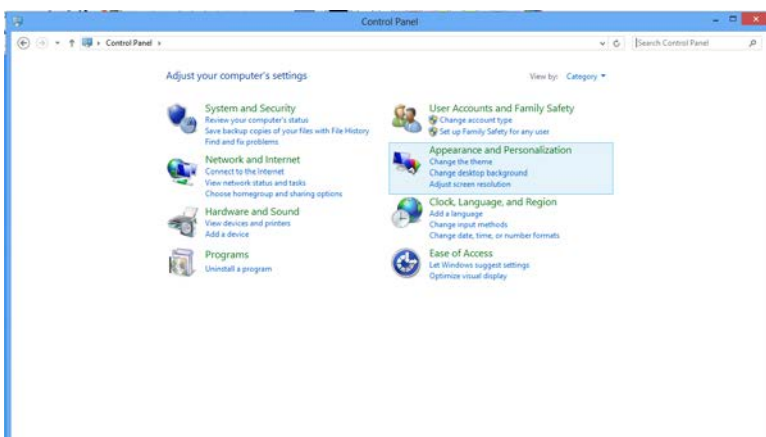 Control Panel
Control Panel
Search Control Panel
Adjust your computer's settings
View by: Category
System and Security
Review your computer's status
Save backup copies of your files with File History
Find and fix problems
Network and Internet
Connect to the Internet
View network status and tasks
Choose homegroup and sharing options
Hardware and Sound
View devices and printers
Add a device
Programs
Uninstall a program
User Accounts and Family Safety
Change account type
Set up Family Safety for any user
Appearance and Personalization
Change the theme
Change desktop background
Adjust screen resolution
Clock, Language, and Region
Add a language
Change input methods
Change date, time, or number formats
Ease of Access
Let Windows suggest settings
Optimize visual display